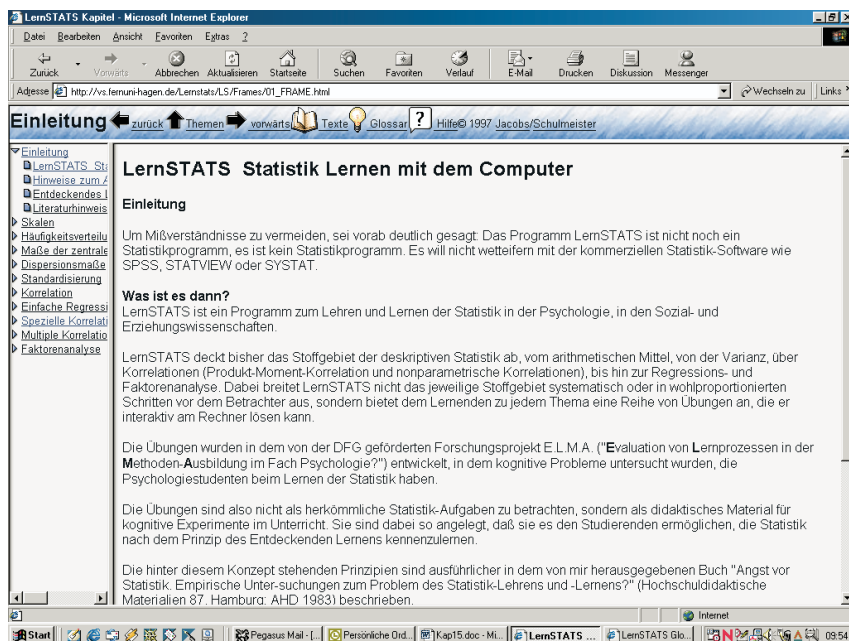 LernSTATS Kapitel - Microsoft Internet Explorer
Datei Bearbeiten Ansicht Favoriten Extras ?
Zurück Vorwärts Abbrechen Aktualisieren Startseite Suchen Favoriten Verlauf E-Mail Drucken Diskussion Messenger
Adresse http://vs.fernuni-hagen.de/Lernstats/LS/Frames/01_FRAME.html Wechseln zu Links
Einleitung zurück Themen vorwärts Texte Glossar ? Hilfe© 1997 Jacobs/Schulmeister
Einleitung
LernSTATS Sta
Hinweise zum A
Entdeckendes L
Literaturhinweis
Skalen
Häufigkeitsverteilu
Maße der zentrale
Dispersionsmaße
Standardisierung
Korrelation
Einfache Regressi
Spezielle Korrelati
Multiple Korrelatio
Faktorenanalyse
LernSTATS Statistik Lernen mit dem Computer
Einleitung
Um Mißverständnisse zu vermeiden, sei vorab deutlich gesagt: Das Programm LernSTATS ist nicht noch ein
Statistikprogramm, es ist kein Statistikprogramm. Es will nicht wetteifern mit der kommerziellen Statistik-Software wie
SPSS, STATVIEW oder SYSTAT.
Was ist es dann?
LernSTATS ist ein Programm zum Lehren und Lernen der Statistik in der Psychologie, in den Sozial- und
Erziehungswissenschaften.
LernSTATS deckt bisher das Stoffgebiet der deskriptiven Statistik ab, vom arithmetischen Mittel, von der Varianz, über
Korrelationen (Produkt-Moment-Korrelation und nonparametrische Korrelationen), bis hin zur Regressions- und
Faktorenanalyse. Dabei breitet LernSTATS nicht das jeweilige Stoffgebiet systematisch oder in wohlproportionierten
Schritten vor dem Betrachter aus, sondern bietet dem Lernenden zu jedem Thema eine Reihe von Übungen an, die er
interaktiv am Rechner lösen kann.
Die Übungen wurden in dem von der DFG geförderten Forschungsprojekt E.L.M.A. ("Evaluation von Lernprozessen in der
Methoden-Ausbildung im Fach Psychologie?") entwickelt, in dem kognitive Probleme untersucht wurden, die
Psychologiestudenten beim Lernen der Statistik haben.
Die Übungen sind also nicht als herkömmliche Statistik-Aufgaben zu betrachten, sondern als didaktisches Material für
kognitive Experimente im Unterricht. Sie sind dabei so angelegt, daß sie es den Studierenden ermöglichen, die Statistik
nach dem Prinzip des Entdeckenden Lernens kennenzulernen.
Die hinter diesem Konzept stehenden Prinzipien sind ausführlicher in dem von mir herausgegebenen Buch "Angst vor
Statistik. Empirische Unter-suchungen zum Problem des Statistik-Lehrens und -Lernens?" (Hochschuldidaktische
Materialien 87. Hamburg: AHD 1983) beschrieben.
Internet
Start Pegasus Mail - [... Persönliche Ord... Kap15.doc - Mi... LernSTATS ... LernSTATS Glo... 09:54